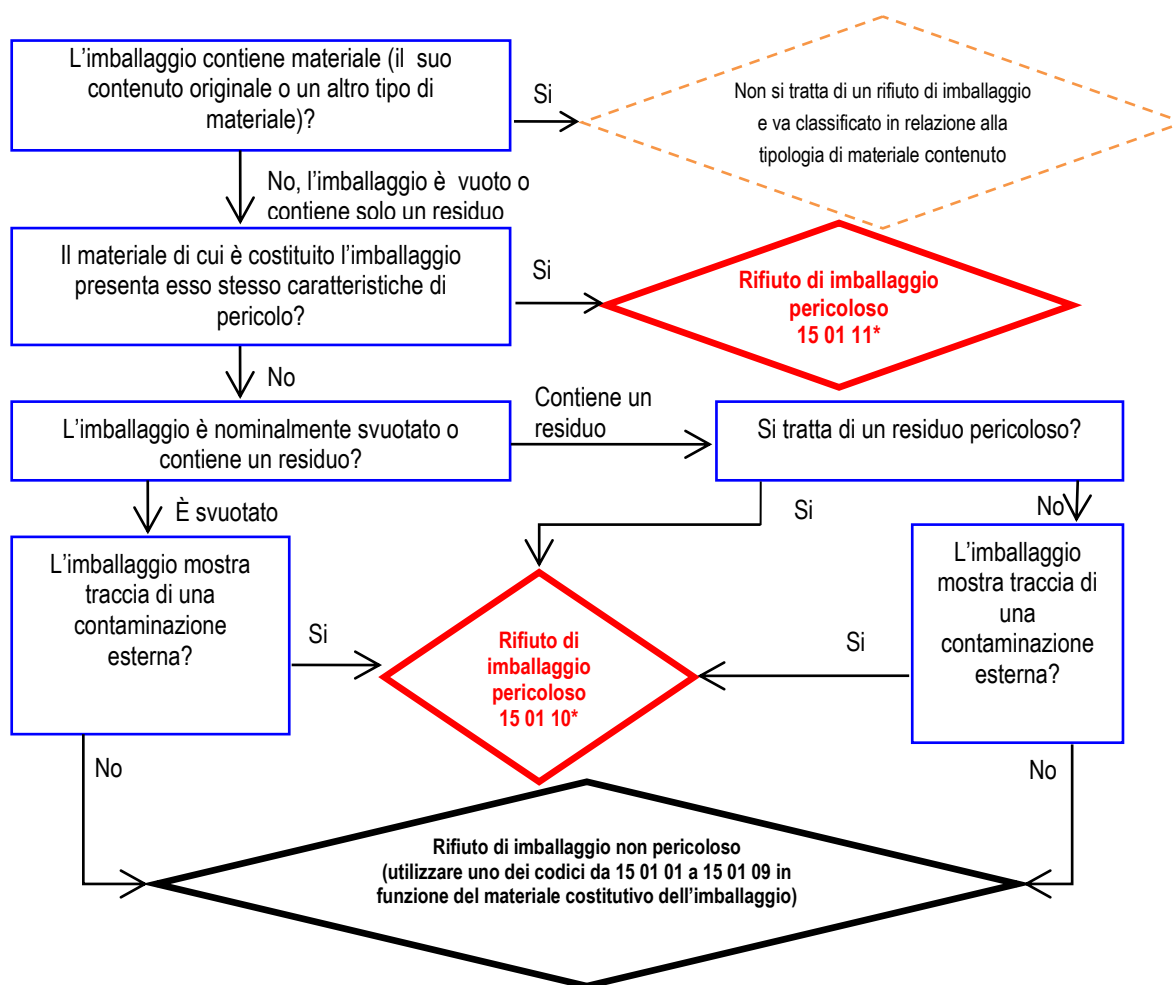 L'imballaggio contiene materiale (il suo
contenuto originale o un altro tipo di
materiale)?
Si
Non si tratta di un rifiuto di imballaggio
e va classificato in relazione alla
tipologia di materiale contenuto
No, l'imballaggio è vuoto o
contiene solo un residuo
Il materiale di cui è costituito l'imballaggio
presenta esso stesso caratteristiche di
pericolo?
Si
Rifiuto di imballaggio
pericoloso
15 01 11*
No
L'imballaggio è nominalmente svuotato o
contiene un residuo?
Contiene un
residuo
Si tratta di un residuo pericoloso?
È svuotato
Si
No
L'imballaggio mostra
traccia di una
contaminazione
esterna?
Si
Rifiuto di
imballaggio
pericoloso
15 01 10*
Si
L'imballaggio
mostra traccia di
una
contaminazione
esterna?
No
No
Rifiuto di imballaggio non pericoloso
(utilizzare uno dei codici da 15 01 01 a 15 01 09 in
funzione del materiale costitutivo dell'imballaggio)